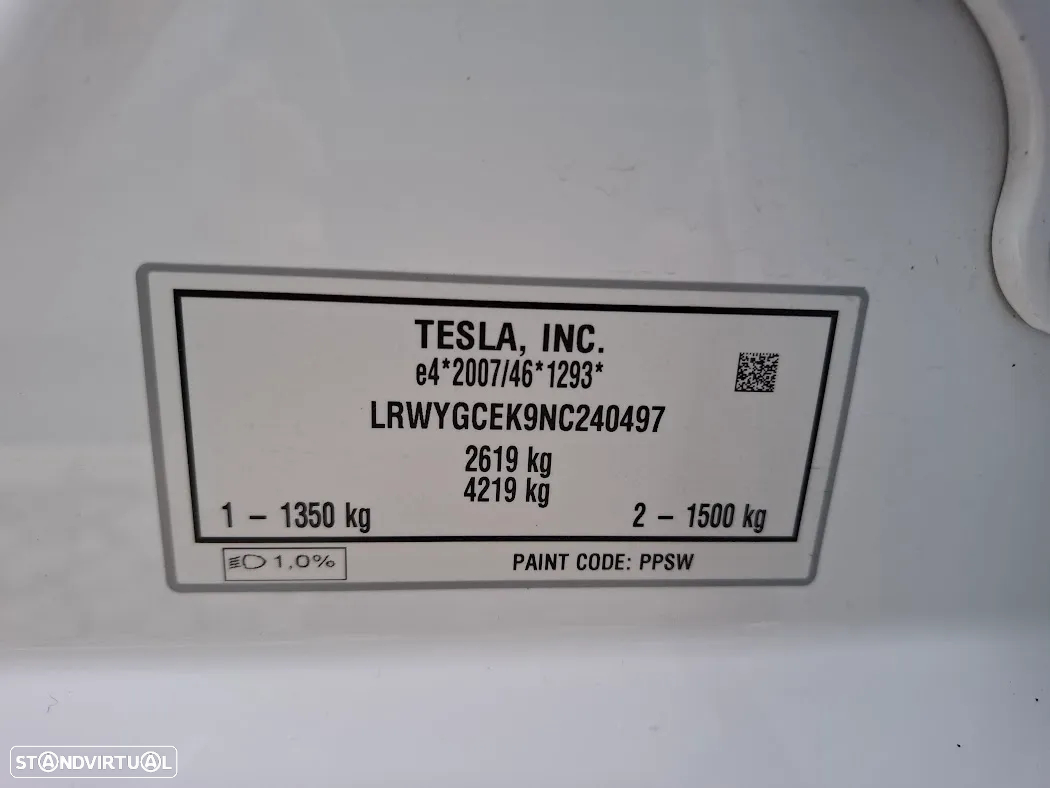 TESLA, INC.
e4*2007/46*1293*
LRWYGCEK9NC240497
2619 kg
4219 kg
1 – 1350 kg 2 – 1500 kg
1,0% PAINT CODE: PPSW
STANDVIRTUAL